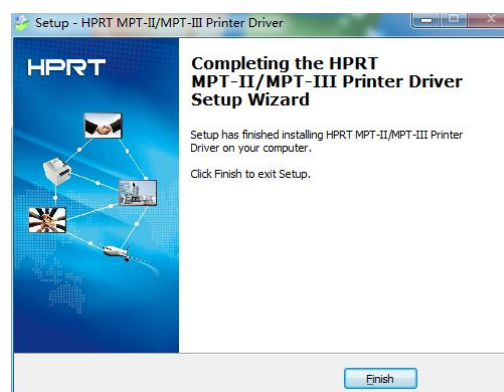 Setup - HPRT MPT-II/MPT-III Printer Driver
HPRT
Completing the HPRT
MPT-II/MPT-III Printer Driver
Setup Wizard
Setup has finished installing HPRT MPT-II/MPT-III Printer
Driver on your computer.
Click Finish to exit Setup.
Finish